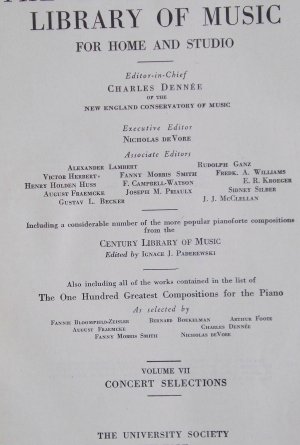 LIBRARY OF MUSIC
FOR HOME AND STUDIO
Editor-in-Chief
CHARLES DENNÉE
OF THE
NEW ENGLAND CONSERVATORY OF MUSIC
Executive Editor
NICHOLAS DEVORE
Associate Editors
ALEXANDER LAMBERT RUDOLPH GANZ
VICTOR HERBERT FANNY MORRIS SMITH FREDK. A. WILLIAMS
HENRY HOLDEN HUSS F. CAMPBELL-WATSON E. R. KROEGER
AUGUST FRAEMCKE JOSEPH M. PRIAULX SIDNEY SILBER
GUSTAV L. BECKER J. J. MCCLELLAN
Including a considerable number of the more popular pianoforte compositions
from the
CENTURY LIBRARY OF MUSIC
Edited by IGNACE J. PADEREWSKI
Also including all of the works contained in the list of
The One Hundred Greatest Compositions for the Piano
As selected by
FANNIE BLOOMFIELD-ZEISLER BERNARD BOEKELMAN ARTHUR FOOTE
AUGUST FRAEMCKE CHARLES DENNÉE
FANNY MORRIS SMITH NICHOLAS DEVORE
VOLUME VII
CONCERT SELECTIONS
THE UNIVERSITY SOCIETY